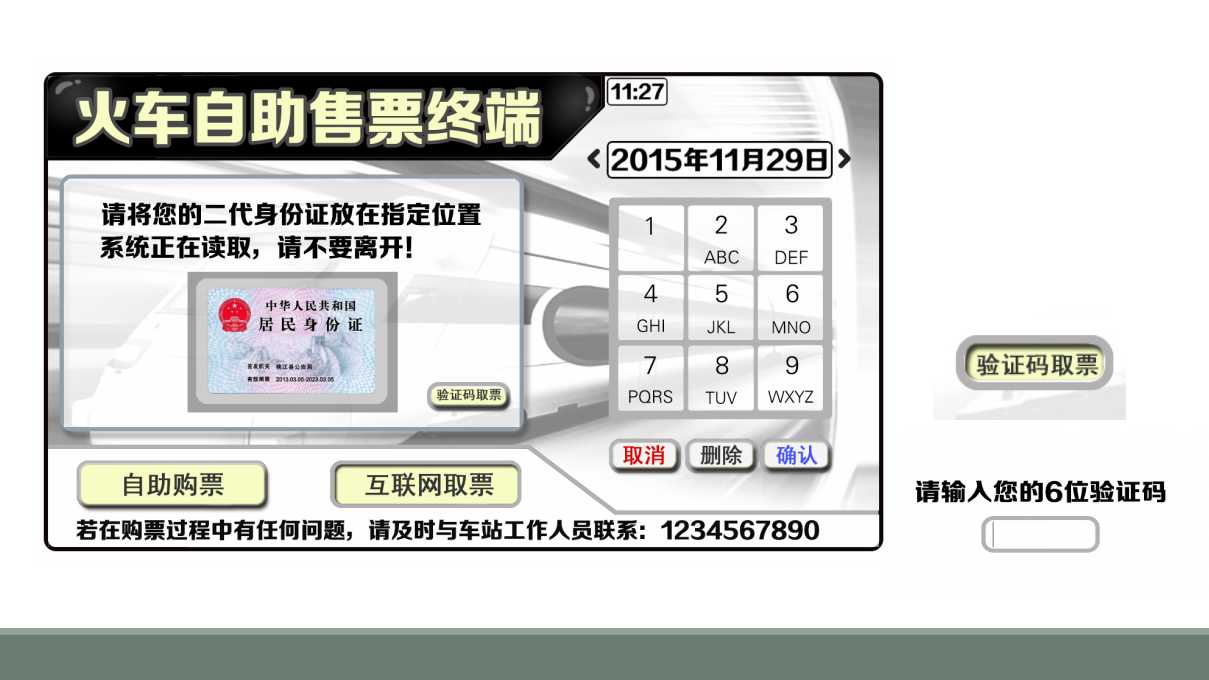 火车自助售票终端
11:27
2015年11月29日
请将您的二代身份证放在指定位置
系统正在读取，请不要离开！
中华人民共和国
居民身份证
签发机关 桃江县公安局
有效期限 2013.03.05-2023.03.05
验证码取票
1
2
ABC
3
DEF
4
GHI
5
JKL
6
MNO
7
PQRS
8
TUV
9
WXYZ
取消
删除
确认
自助购票
互联网取票
若在购票过程中有任何问题，请及时与车站工作人员联系：1234567890
验证码取票
请输入您的6位验证码